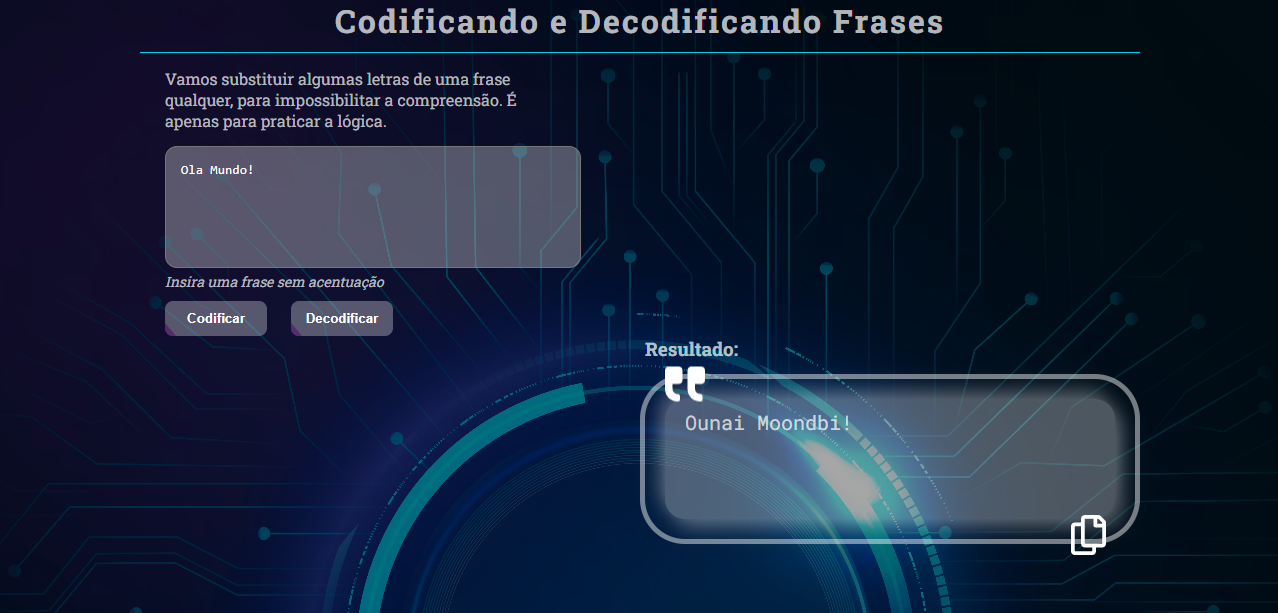 Codificando e Decodificando Frases
Vamos substituir algumas letras de uma frase
qualquer, para impossibilitar a compreensão. É
apenas para praticar a lógica.
Ola Mundo!
Insira uma frase sem acentuação
Codificar
Decodificar
Resultado:
Ounai Moondbi!